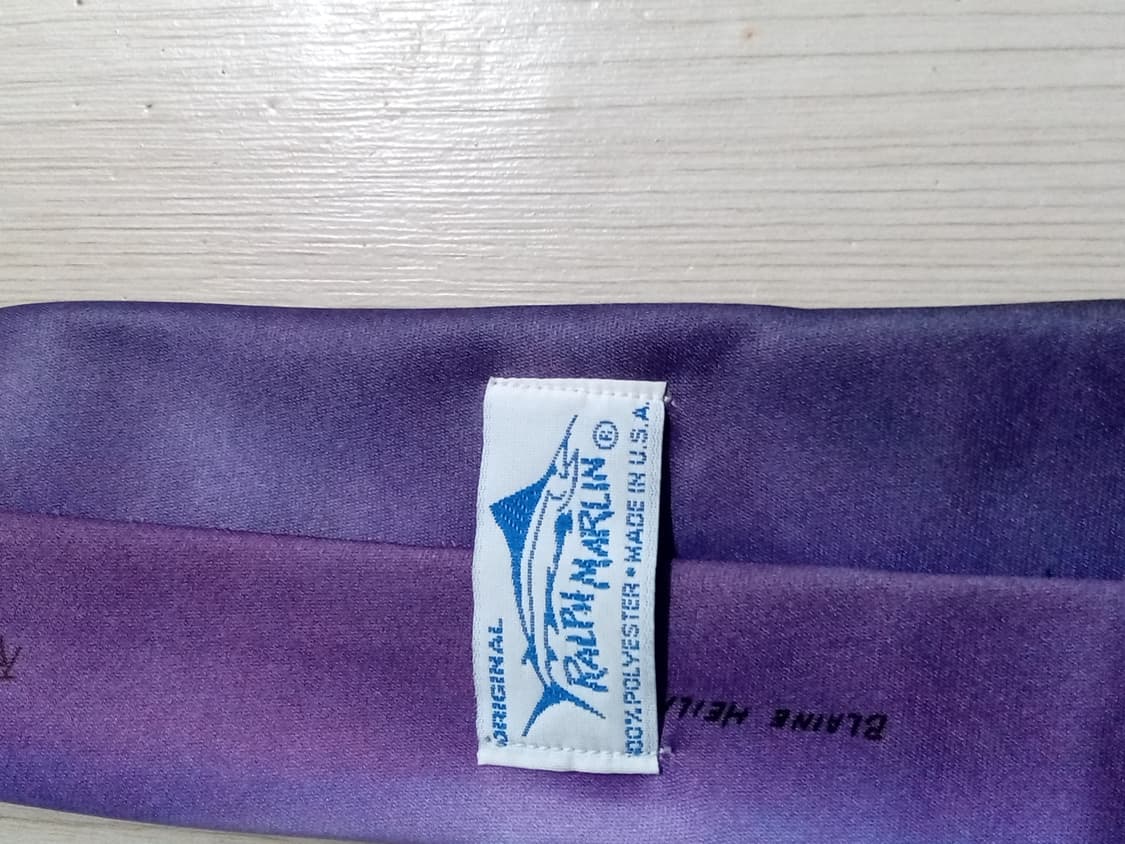 ORIGINAL
RALPH MARLIN ®
100% POLYESTER • MADE IN U.S.A.
BLAINE